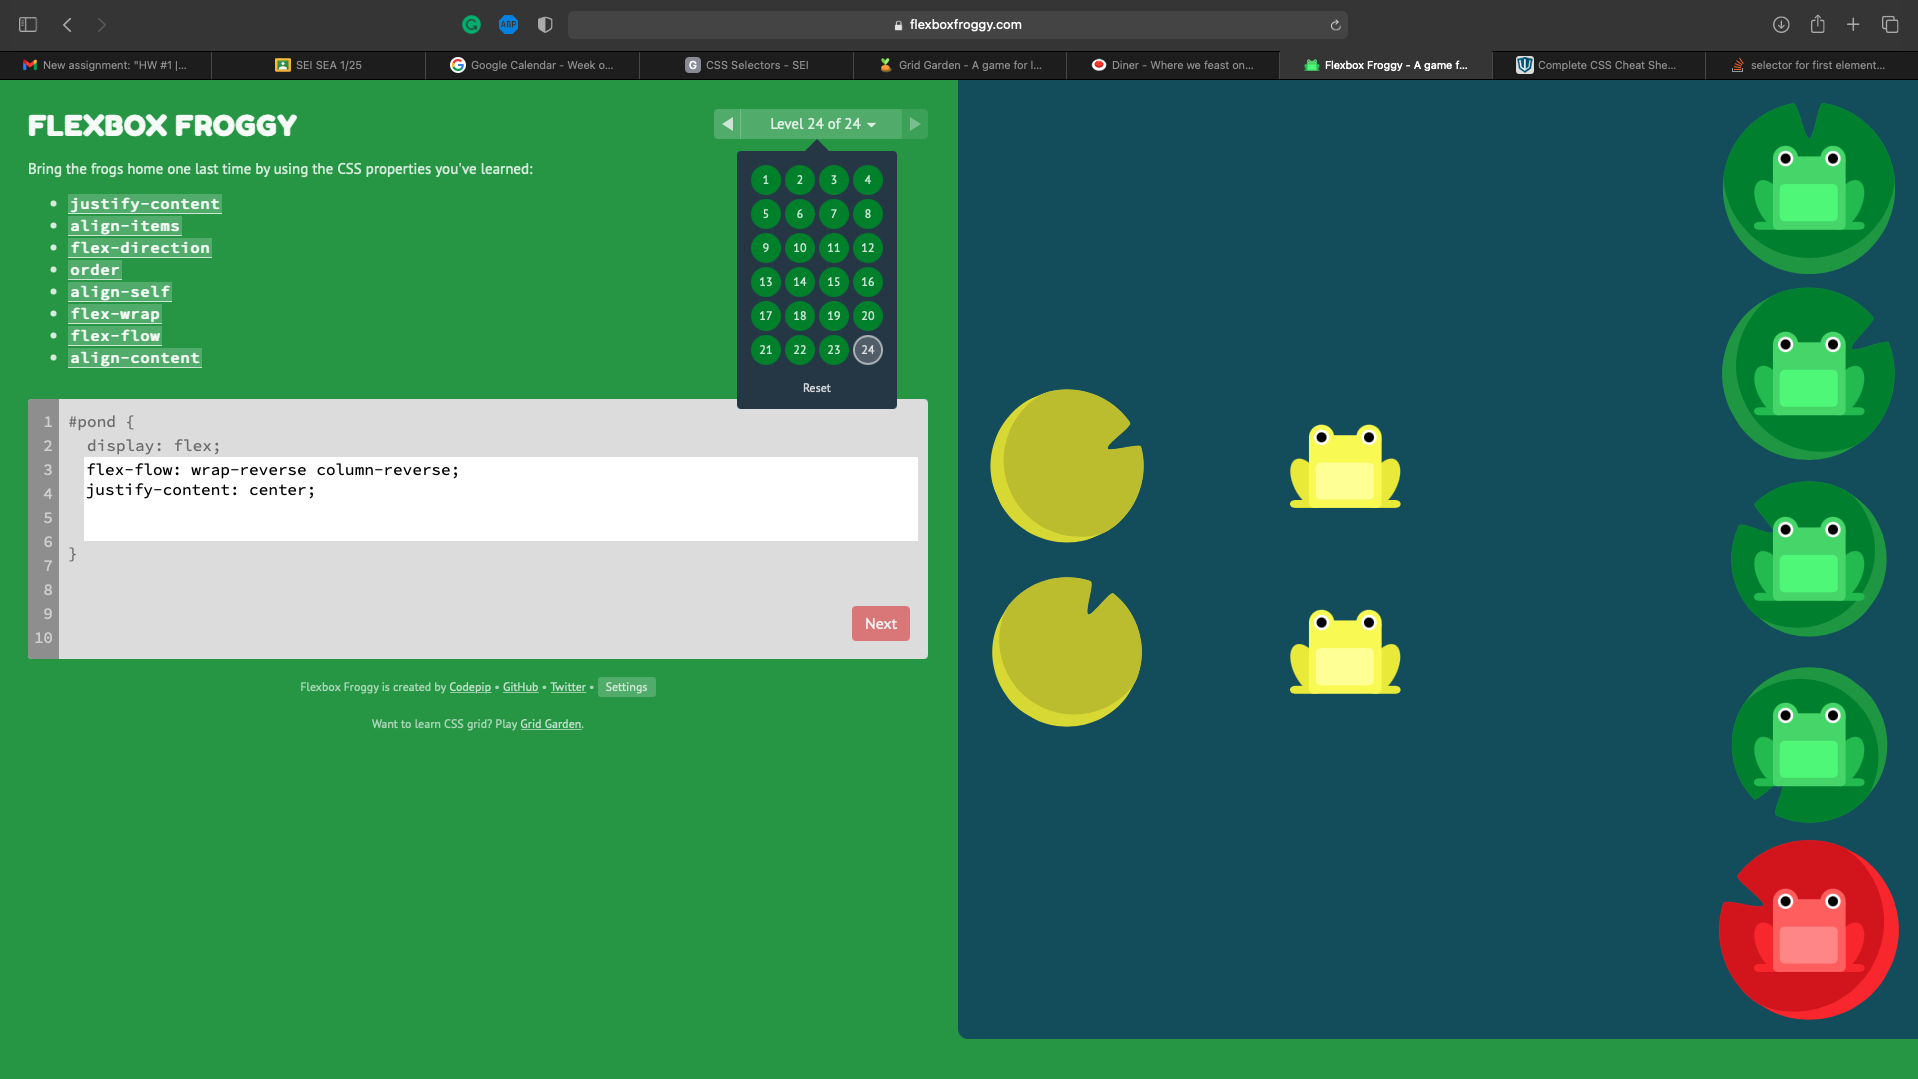 flexboxfroggy.com
ABP
New assignment: "HW #1 |...
SEI SEA 1/25
Google Calendar - Week o...
G CSS Selectors - SEI
Grid Garden - A game for l...
Diner - Where we feast on...
Flexbox Froggy - A game f...
Complete CSS Cheat She...
selector for first element...
FLEXBOX FROGGY
Level 24 of 24
Bring the frogs home one last time by using the CSS properties you've learned:
justify-content
align-items
flex-direction
order
align-self
flex-wrap
flex-flow
align-content
1 2 3 4
5 6 7 8
9 10 11 12
13 14 15 16
17 18 19 20
21 22 23 24
Reset
1 #pond {
2 display: flex;
3 flex-flow: wrap-reverse column-reverse;
4 justify-content: center;
5
6 }
7
8
9
10
Next
Flexbox Froggy is created by Codepip • GitHub • Twitter • Settings
Want to learn CSS grid? Play Grid Garden.